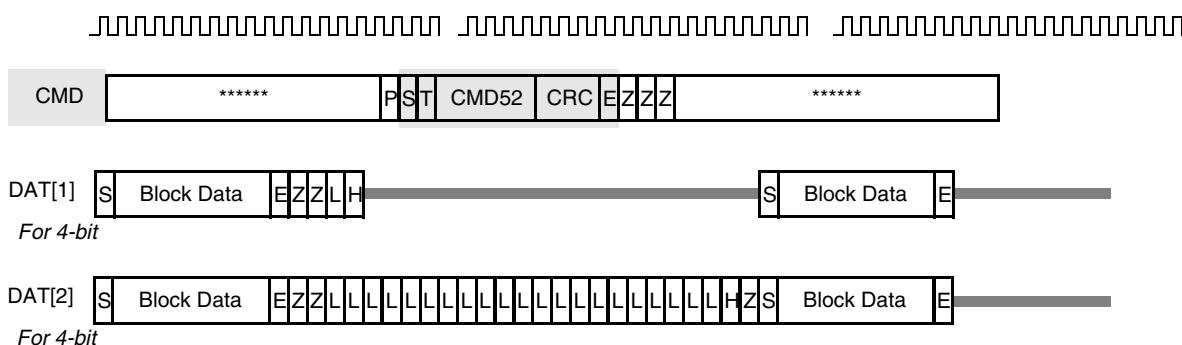 CMD ****** P S T CMD52 CRC E Z Z Z ******
DAT[1] S Block Data E Z Z L H S Block Data E
For 4-bit
DAT[2] S Block Data E Z Z L L L L L L L L L L L L L L L L L L L L L H Z S Block Data E
For 4-bit